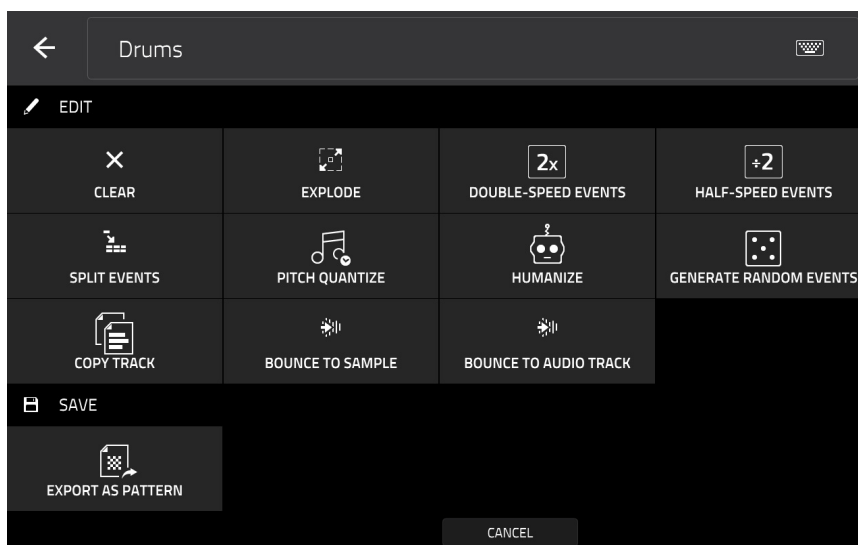 Drums
EDIT
CLEAR
EXPLODE
2x
DOUBLE-SPEED EVENTS
÷2
HALF-SPEED EVENTS
SPLIT EVENTS
PITCH QUANTIZE
HUMANIZE
GENERATE RANDOM EVENTS
COPY TRACK
BOUNCE TO SAMPLE
BOUNCE TO AUDIO TRACK
SAVE
EXPORT AS PATTERN
CANCEL